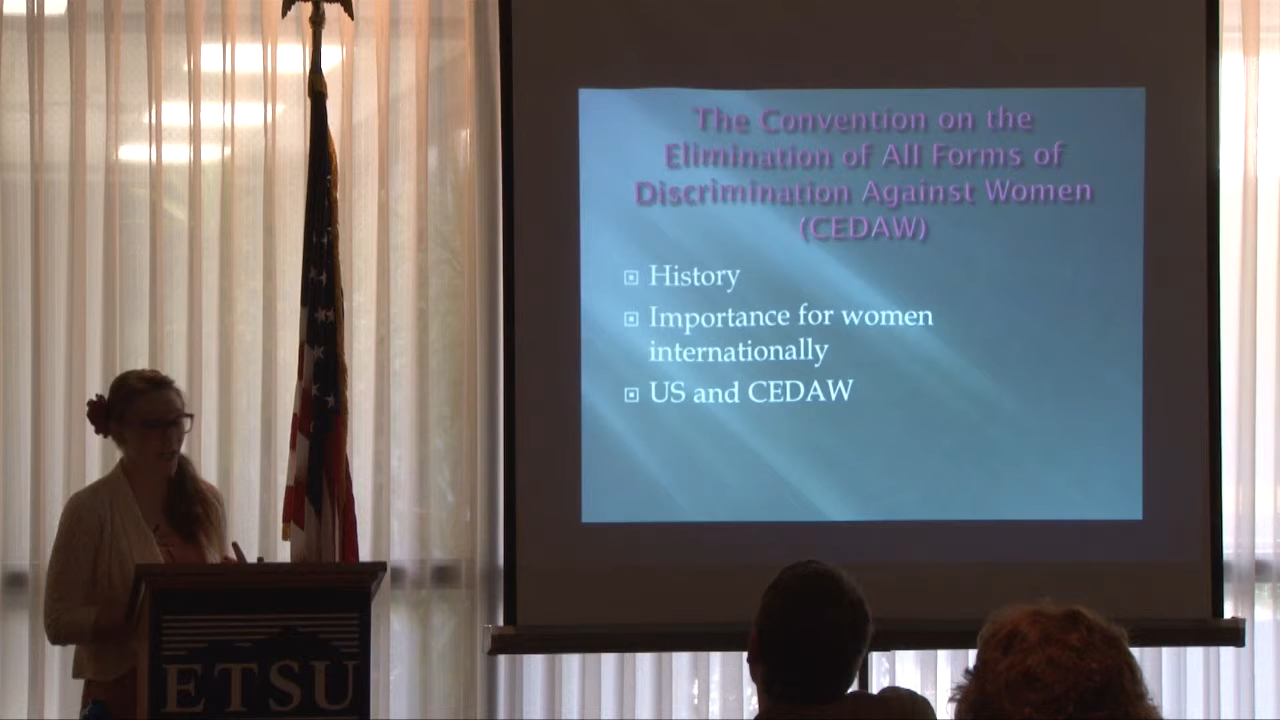 The Convention on the
Elimination of All Forms of
Discrimination Against Women
(CEDAW)
History
Importance for women
internationally
US and CEDAW
ETSU